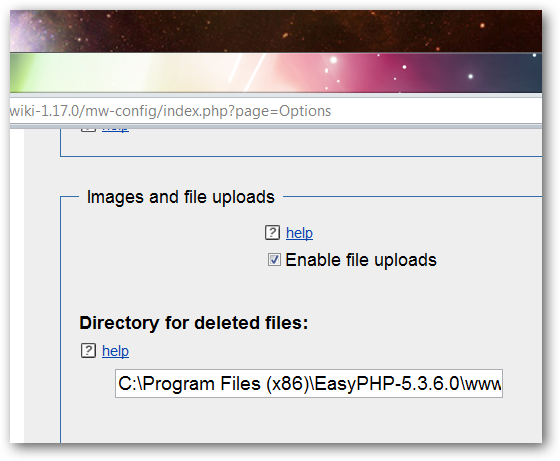 wiki-1.17.0/mw-config/index.php?page=Options
help
Images and file uploads
? help
Enable file uploads
Directory for deleted files:
? help
C:\Program Files (x86)\EasyPHP-5.3.6.0\www